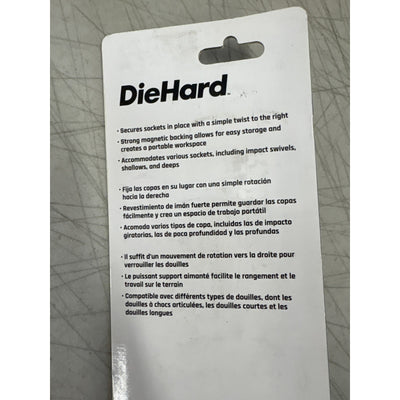 DieHard™
• Secures sockets in place with a simple twist to the right
• Strong magnetic backing allows for easy storage and
creates a portable workspace
• Accommodates various sockets, including impact swivels,
shallows, and deeps
• Fija las copas en su lugar con una simple rotación
hacia la derecha
• Revestimiento de imán fuerte permite guardar las copas
fácilmente y crea un espacio de trabajo portátil
• Acomoda varios tipos de copa, incluidas las de impacto
giratorias, las de poca profundidad y las profundas
• Il suffit d'un mouvement de rotation vers la droite pour
verrouiller les douilles
• Le puissant support aimanté facilite le rangement et le
travail sur le terrain
• Compatible avec différents types de douilles, dont les
douilles à chocs articulées, les douilles courtes et les
douilles longues